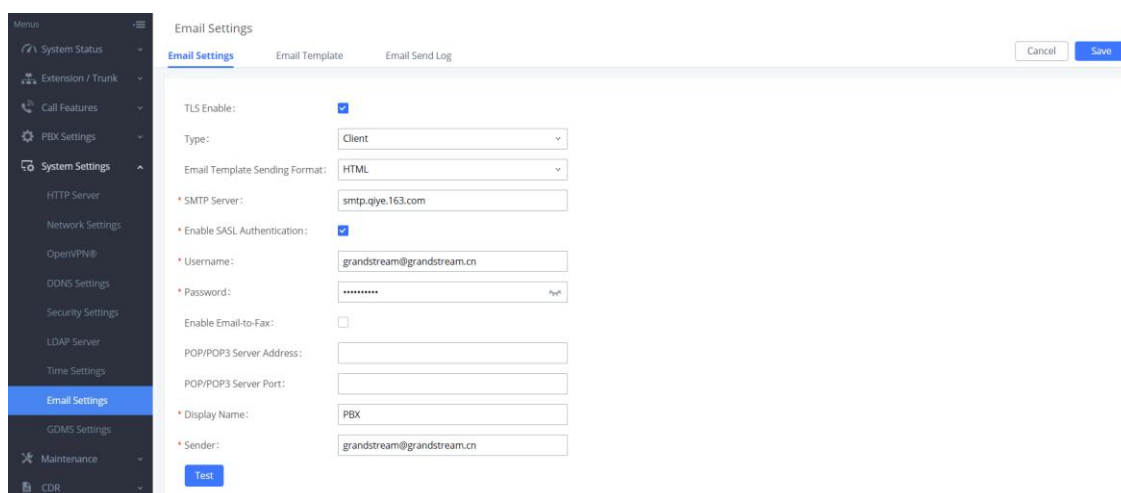 Menus
System Status
Extension / Trunk
Call Features
PBX Settings
System Settings
HTTP Server
Network Settings
OpenVPN®
DDNS Settings
Security Settings
LDAP Server
Time Settings
Email Settings
GDMS Settings
Maintenance
CDR
Email Settings
Email Settings Email Template Email Send Log
Cancel Save
TLS Enable:
Type: Client
Email Template Sending Format: HTML
* SMTP Server: smtp.qiye.163.com
* Enable SASL Authentication:
* Username: grandstream@grandstream.cn
* Password: ••••••••••
Enable Email-to-Fax:
POP/POP3 Server Address:
POP/POP3 Server Port:
* Display Name: PBX
* Sender: grandstream@grandstream.cn
Test